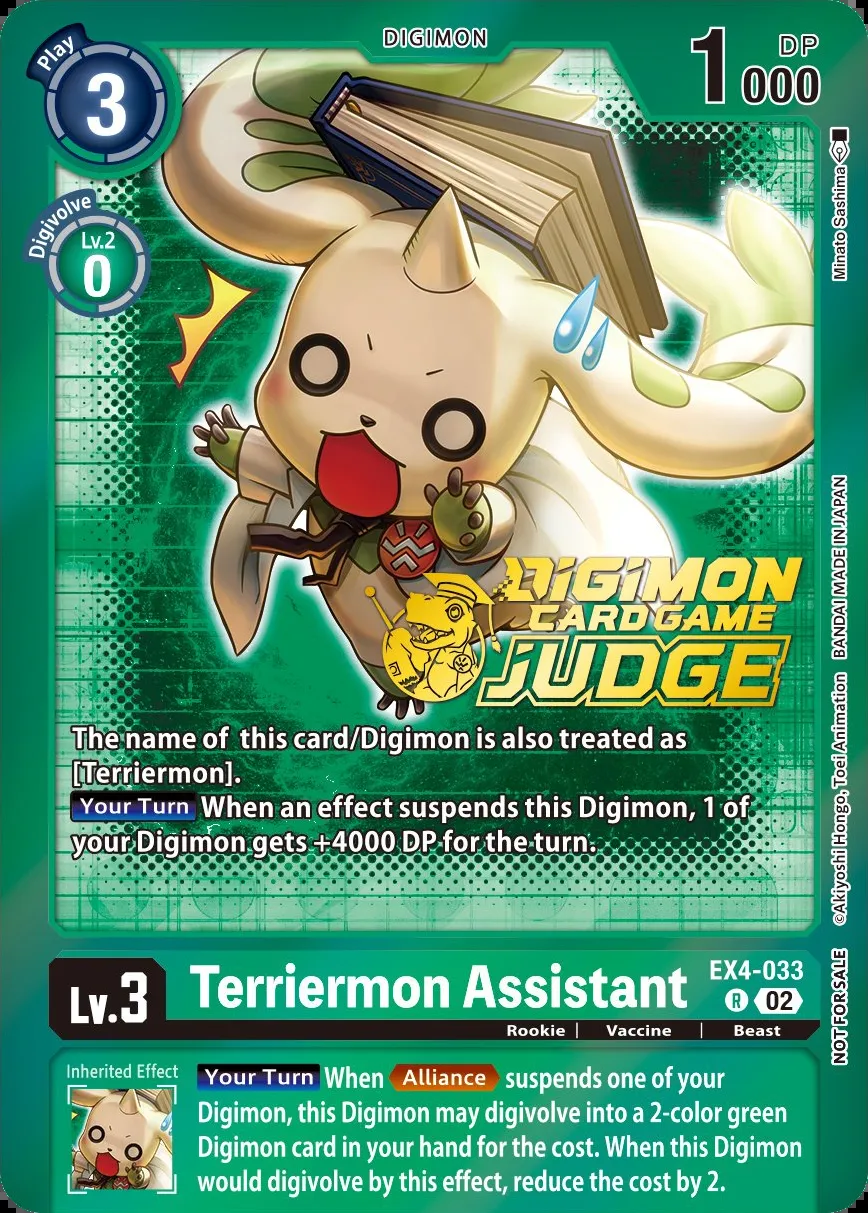 Play
3
DIGIMON
1000
DP
Digivolve
Lv.2
0
Minato Sashima
DIGIMON
CARD GAME
JUDGE
The name of this card/Digimon is also treated as
[Terriermon].
Your Turn When an effect suspends this Digimon, 1 of
your Digimon gets +4000 DP for the turn.
©Akiyoshi Hongo, Toei Animation BANDAI MADE IN JAPAN
NOT FOR SALE
Lv.3
Terriermon Assistant
EX4-033
R 02
Rookie | Vaccine | Beast
Inherited Effect
Your Turn When Alliance suspends one of your
Digimon, this Digimon may digivolve into a 2-color green
Digimon card in your hand for the cost. When this Digimon
would digivolve by this effect, reduce the cost by 2.